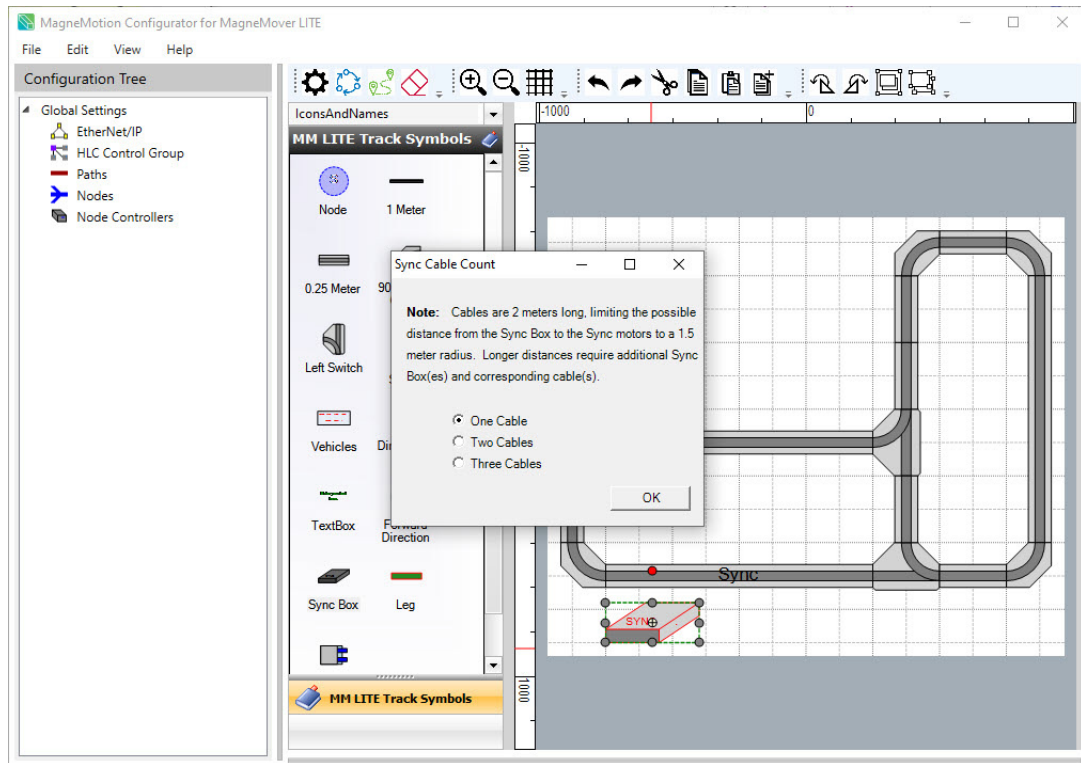 MagneMotion Configurator for MagneMover LITE
File Edit View Help
Configuration Tree
Global Settings
EtherNet/IP
HLC Control Group
Paths
Nodes
Node Controllers
IconsAndNames
MM LITE Track Symbols
Node
1 Meter
0.25 Meter
90
Left Switch
Vehicles
Di
TextBox
Forward
Direction
Sync Box
Leg
MM LITE Track Symbols
-1000
0
-1000
1000
Sync Cable Count
Note: Cables are 2 meters long, limiting the possible
distance from the Sync Box to the Sync motors to a 1.5
meter radius. Longer distances require additional Sync
Box(es) and corresponding cable(s).
One Cable
Two Cables
Three Cables
OK
Sync
SYN